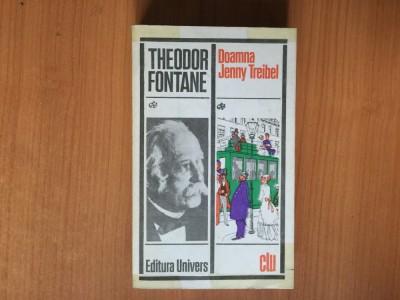 THEODOR
FONTANE
Doamna
Jenny Treibel
Editura Univers
clu